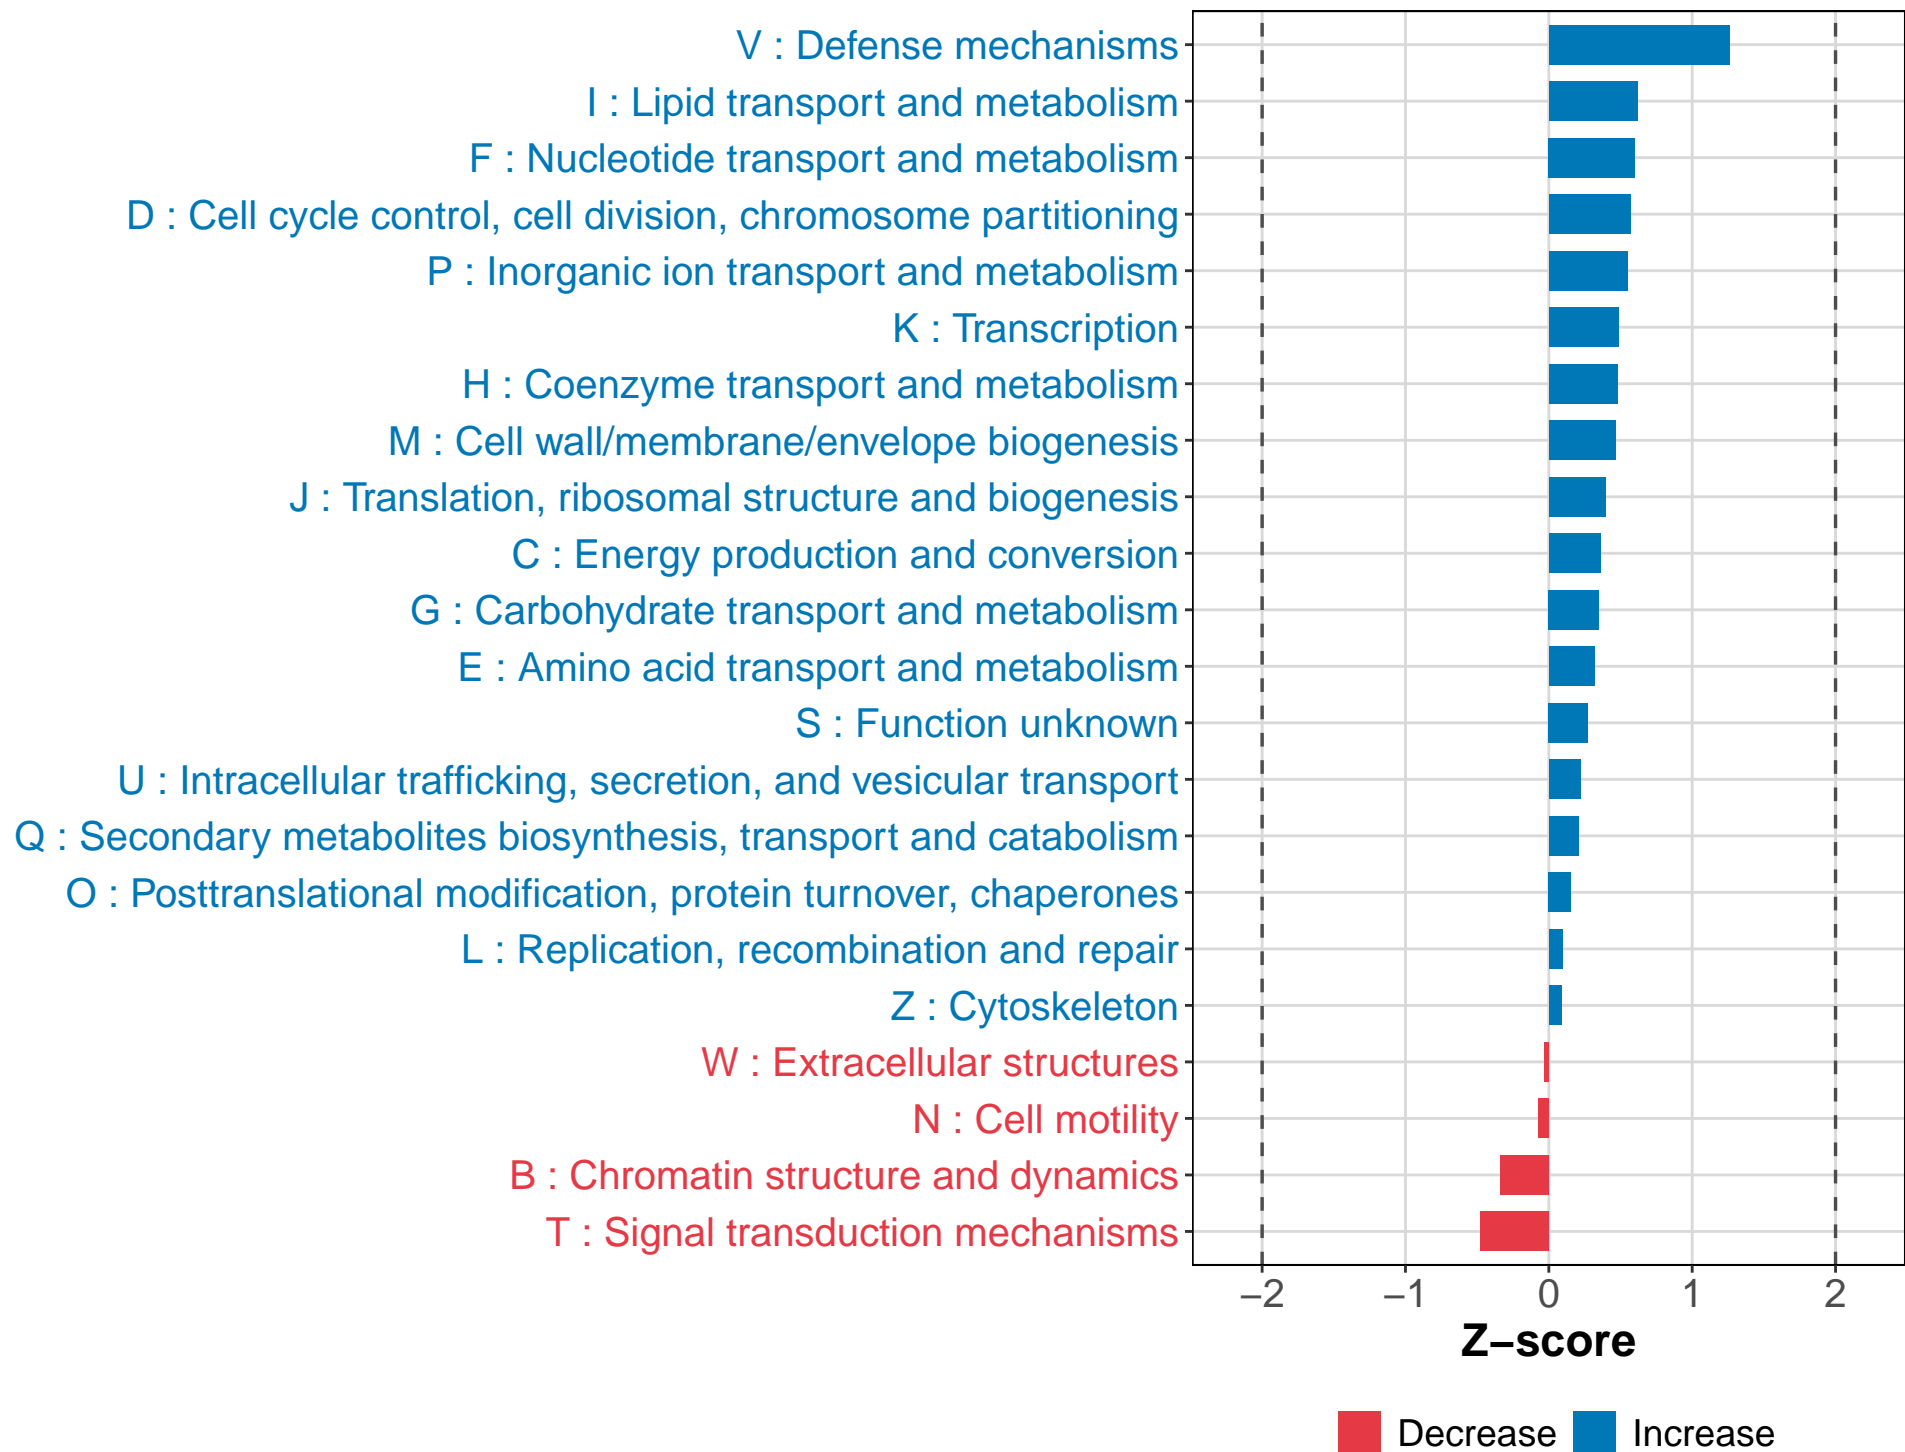 V : Defense mechanisms
I : Lipid transport and metabolism
F : Nucleotide transport and metabolism
D : Cell cycle control, cell division, chromosome partitioning
P : Inorganic ion transport and metabolism
K : Transcription
H : Coenzyme transport and metabolism
M : Cell wall/membrane/envelope biogenesis
J : Translation, ribosomal structure and biogenesis
C : Energy production and conversion
G : Carbohydrate transport and metabolism
E : Amino acid transport and metabolism
S : Function unknown
U : Intracellular trafficking, secretion, and vesicular transport
Q : Secondary metabolites biosynthesis, transport and catabolism
O : Posttranslational modification, protein turnover, chaperones
L : Replication, recombination and repair
Z : Cytoskeleton
W : Extracellular structures
N : Cell motility
B : Chromatin structure and dynamics
T : Signal transduction mechanisms
−2 −1 0 1 2
Z−score
Decrease Increase